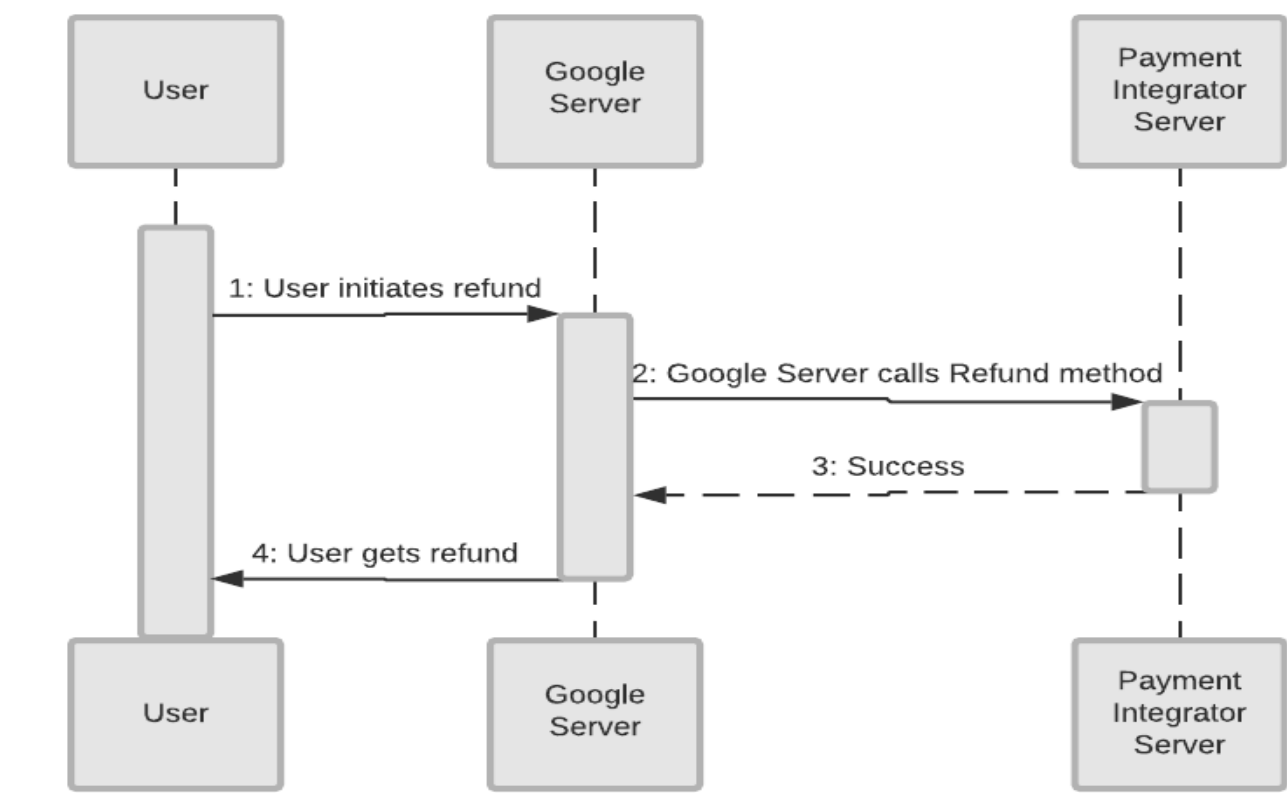 User
Google
Server
Payment
Integrator
Server
1: User initiates refund
2: Google Server calls Refund method
3: Success
4: User gets refund
User
Google
Server
Payment
Integrator
Server